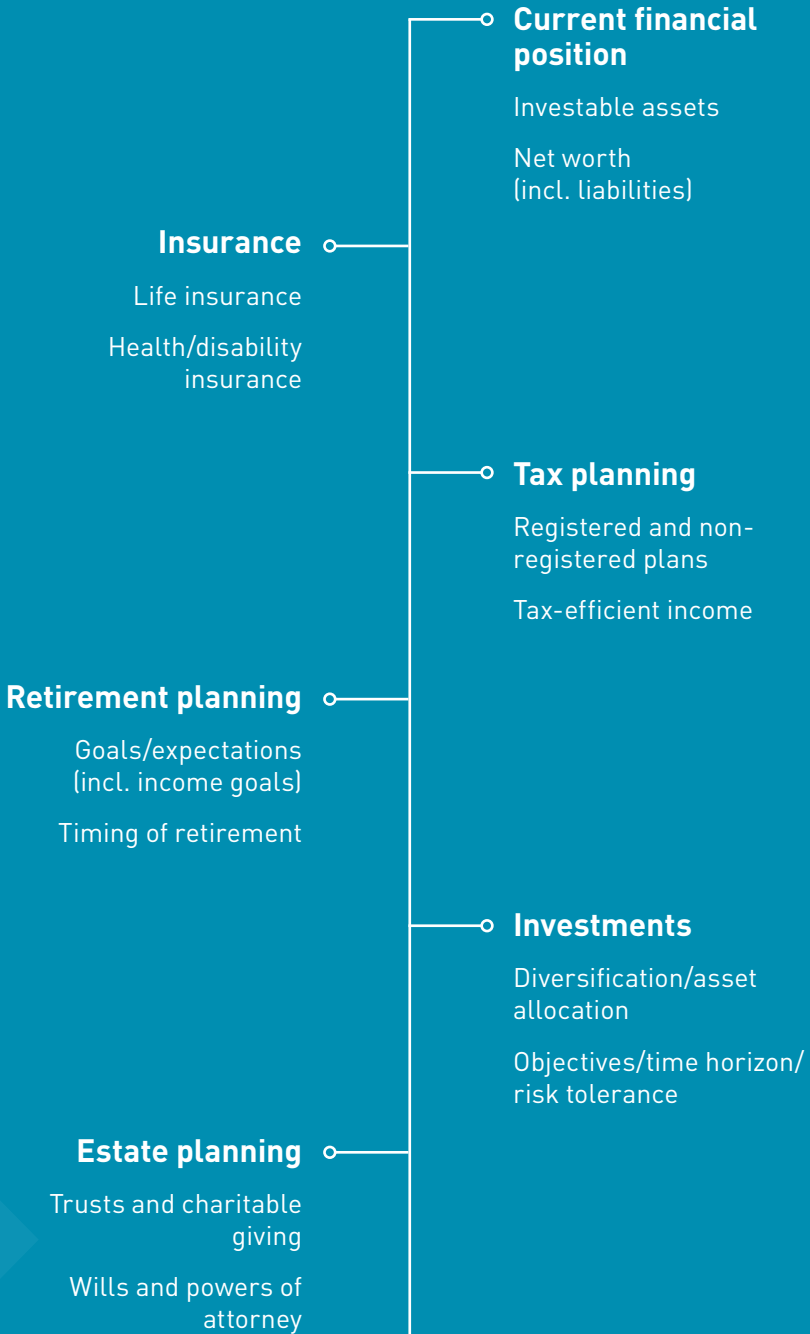 Current financial
position
Investable assets
Net worth
(incl. liabilities)
Insurance
Life insurance
Health/disability
insurance
Tax planning
Registered and non-
registered plans
Tax-efficient income
Retirement planning
Goals/expectations
(incl. income goals)
Timing of retirement
Investments
Diversification/asset
allocation
Objectives/time horizon/
risk tolerance
Estate planning
Trusts and charitable
giving
Wills and powers of
attorney